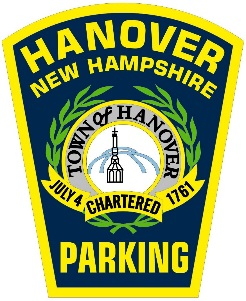 HANOVER
NEW HAMPSHIRE
TOWN of HANOVER
JULY 4 CHARTERED 1761
PARKING